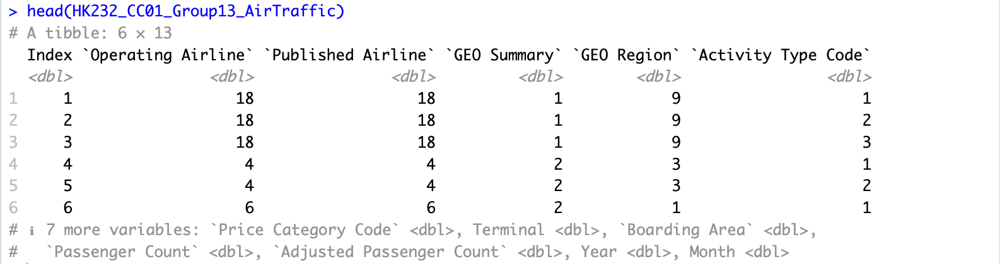 > head(HK232_CC01_Group13_AirTraffic)
# A tibble: 6 × 13
  Index `Operating Airline` `Published Airline` `GEO Summary` `GEO Region` `Activity Type Code`
  <dbl>               <dbl>               <dbl>         <dbl>        <dbl>                <dbl>
1     1                  18                  18             1            9                    1
2     2                  18                  18             1            9                    2
3     3                  18                  18             1            9                    3
4     4                   4                   4             2            3                    1
5     5                   4                   4             2            3                    2
6     6                   6                   6             2            1                    1
# ℹ 7 more variables: `Price Category Code` <dbl>, Terminal <dbl>, `Boarding Area` <dbl>,
#   `Passenger Count` <dbl>, `Adjusted Passenger Count` <dbl>, Year <dbl>, Month <dbl>